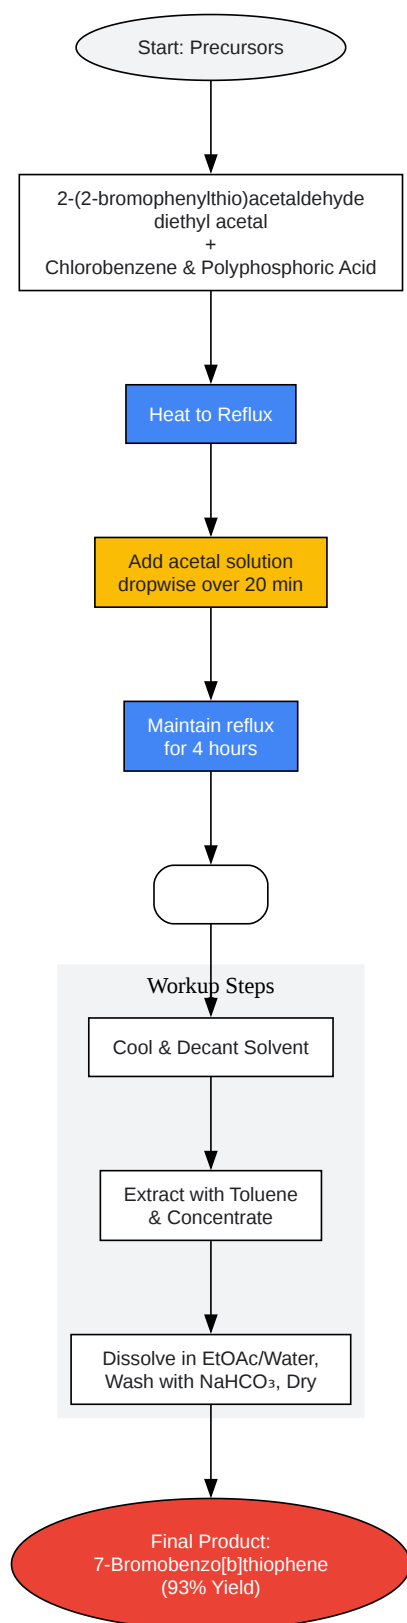 Start: Precursors
2-(2-bromophenylthio)acetaldehyde
diethyl acetal
+
Chlorobenzene & Polyphosphoric Acid
Heat to Reflux
Add acetal solution
dropwise over 20 min
Maintain reflux
for 4 hours
Workup Steps
Cool & Decant Solvent
Extract with Toluene
& Concentrate
Dissolve in EtOAc/Water,
Wash with NaHCO₃, Dry
Final Product:
7-Bromobenzo[b]thiophene
(93% Yield)